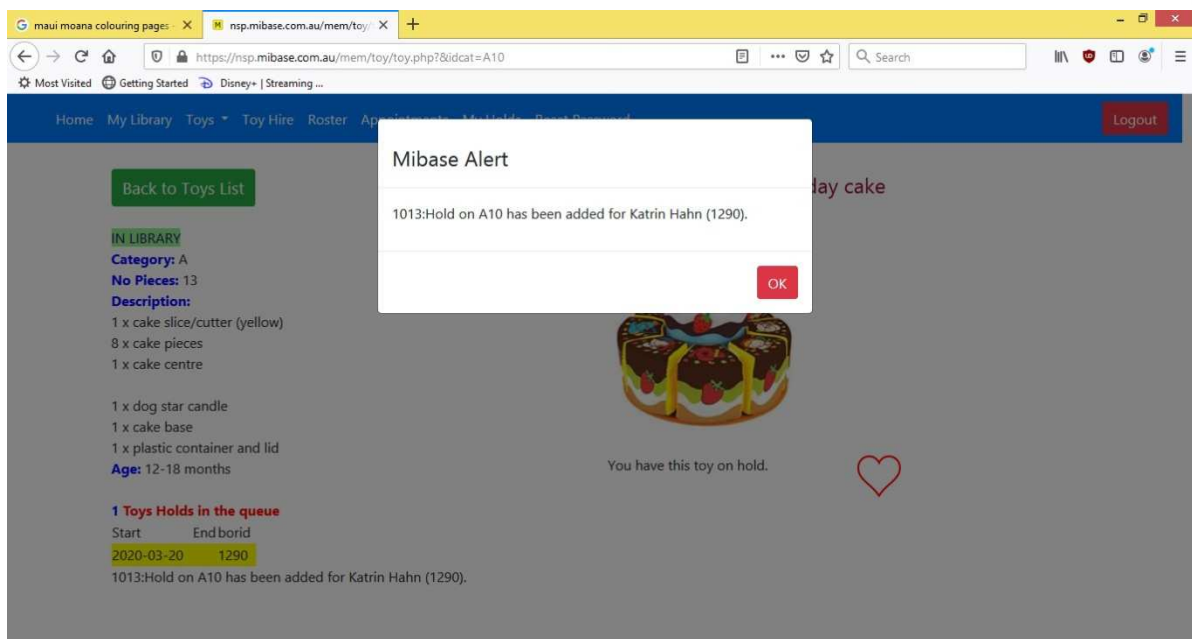 maui moana colouring pages -
nsp.mibase.com.au/mem/toy/
https://nsp.mibase.com.au/mem/toy/toy.php?&idcat=A10
Search
Most Visited Getting Started Disney+ | Streaming ...
Home My Library Toys Toy Hire Roster Logout
Mibase Alert
Back to Toys List
day cake
1013:Hold on A10 has been added for Katrin Hahn (1290).
IN LIBRARY
Category: A
No Pieces: 13
OK
Description:
1 x cake slice/cutter (yellow)
8 x cake pieces
1 x cake centre
1 x dog star candle
1 x cake base
1 x plastic container and lid
Age: 12-18 months
You have this toy on hold.
1 Toys Holds in the queue
Start End borid
2020-03-20 1290
1013:Hold on A10 has been added for Katrin Hahn (1290).